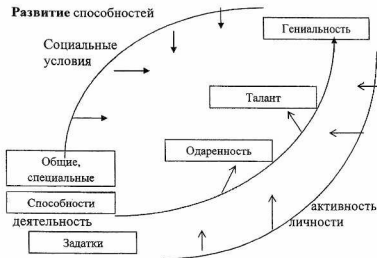 Развитие способностей
Социальные
условия
Гениальность
Талант
Одаренность
Общие,
специальные
Способности
деятельность
Задатки
активность
личности